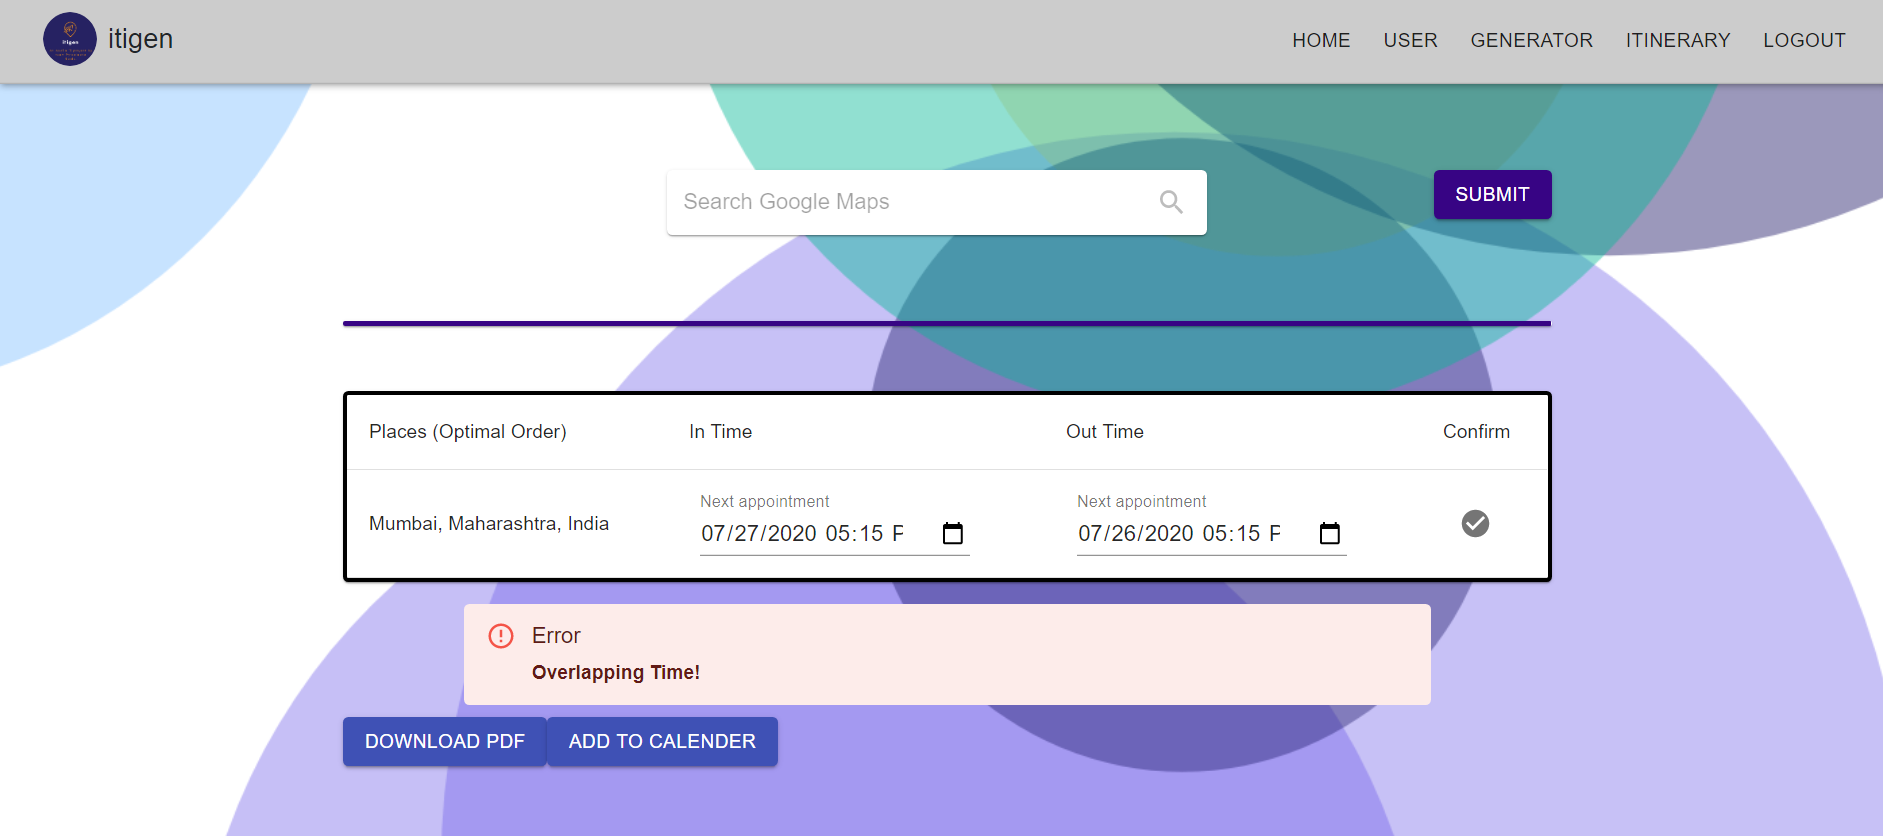 itigen
itigen
HOME USER GENERATOR ITINERARY LOGOUT
Search Google Maps
SUBMIT
Places (Optimal Order) In Time Out Time Confirm
Next appointment Next appointment
Mumbai, Maharashtra, India 07/27/2020 05:15 P 07/26/2020 05:15 P
Error
Overlapping Time!
DOWNLOAD PDF ADD TO CALENDER